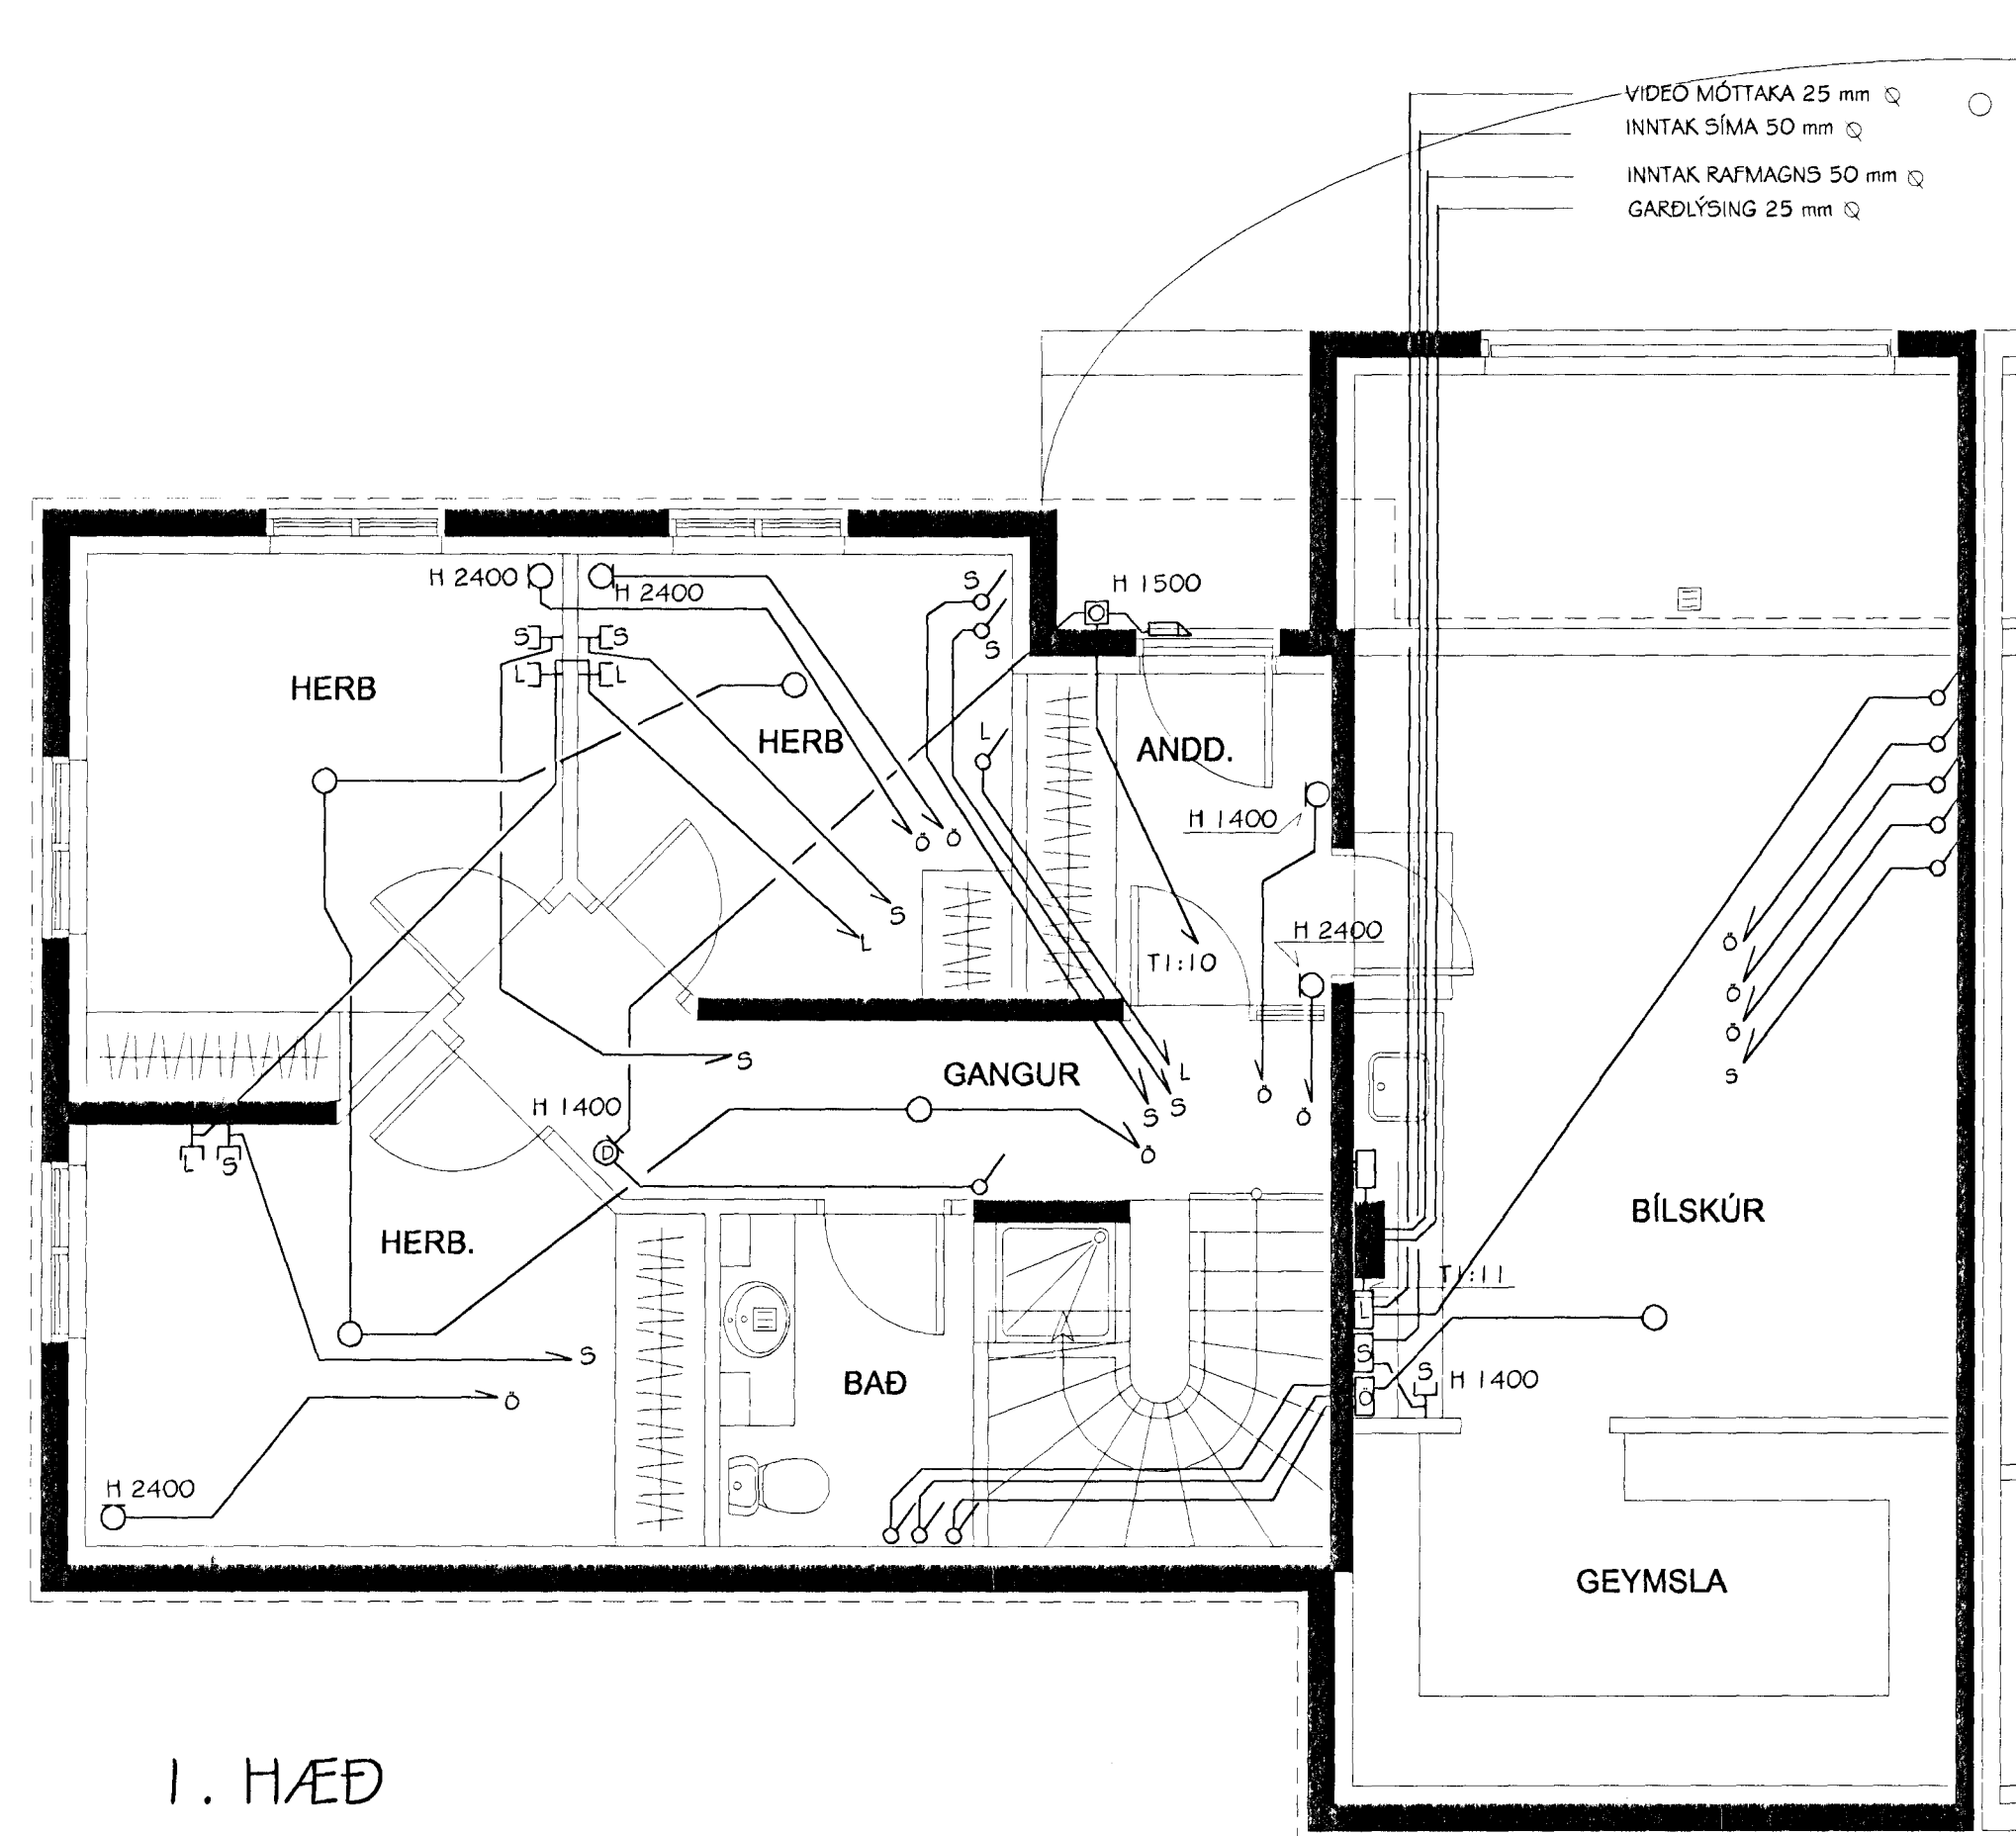 VIDEO MÓTTAKA 25 mm Ø
INNTAK SÍMA 50 mm Ø
INNTAK RAFMAGNS 50 mm Ø
GARÐLÝSING 25 mm Ø
H 2400
H 2400
S
H 1500
S S
S
L L
HERB
HERB
L
ANDD.
H 1400
Ö Ö
S
L
H 2400
T1:10
Ö
Ö
Ö
S
S
GANGUR
L
S S
Ö
Ö
H 1400
D
Ö
L S
HERB.
BÍLSKÚR
T1:11
L
S
S
H 1400
Ö
S
Ö
BAÐ
H 2400
GEYMSLA
1. HÆÐ